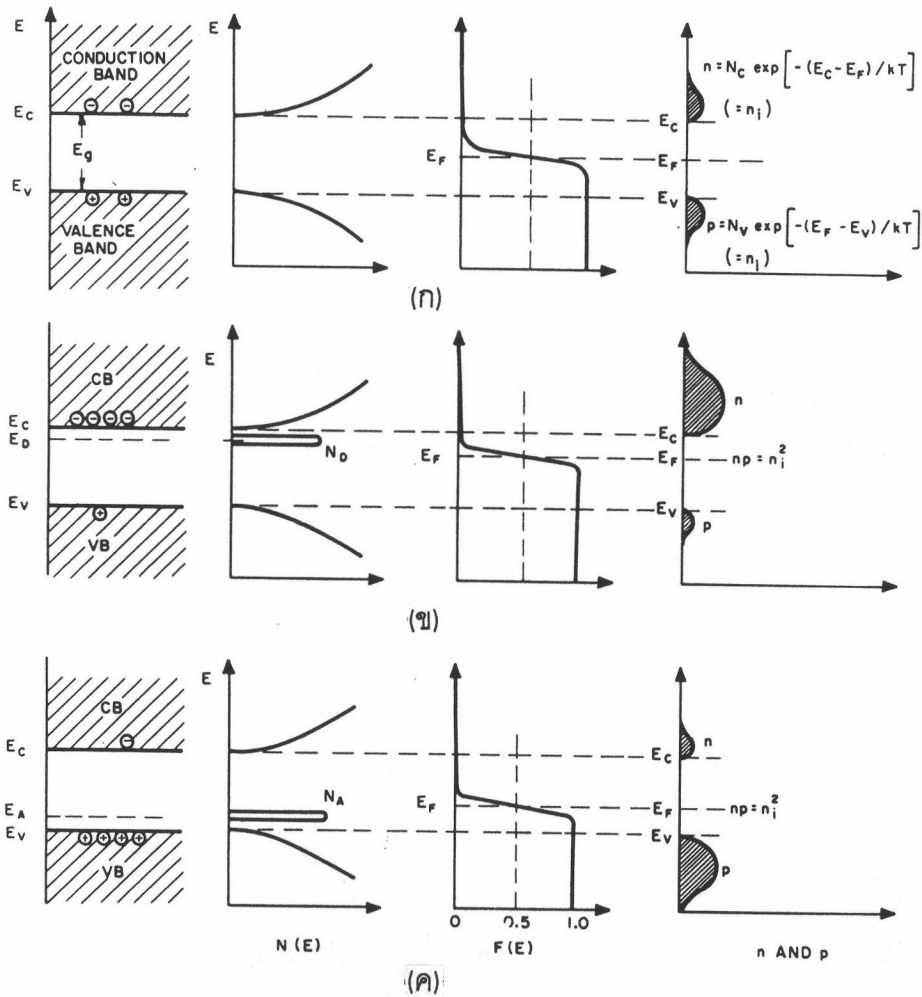 E
E
CONDUCTION
BAND
n = N_C exp[-(E_C-E_F)/kT]
(=n_i)
E_C
E_C
E_g
E_F
E_F
E_V
E_V
VALENCE
BAND
p = N_V exp[-(E_F-E_V)/kT]
(=n_i)
(ก)
E
CB
n
E_C
E_C
E_D
N_D
E_F
E_F
np = n_i^2
E_V
E_V
p
VB
(ข)
E
CB
n
E_C
E_C
N_A
E_F
E_F
np = n_i^2
E_A
E_V
E_V
VB
p
0
0.5
1.0
N (E)
F (E)
n AND p
(ค)